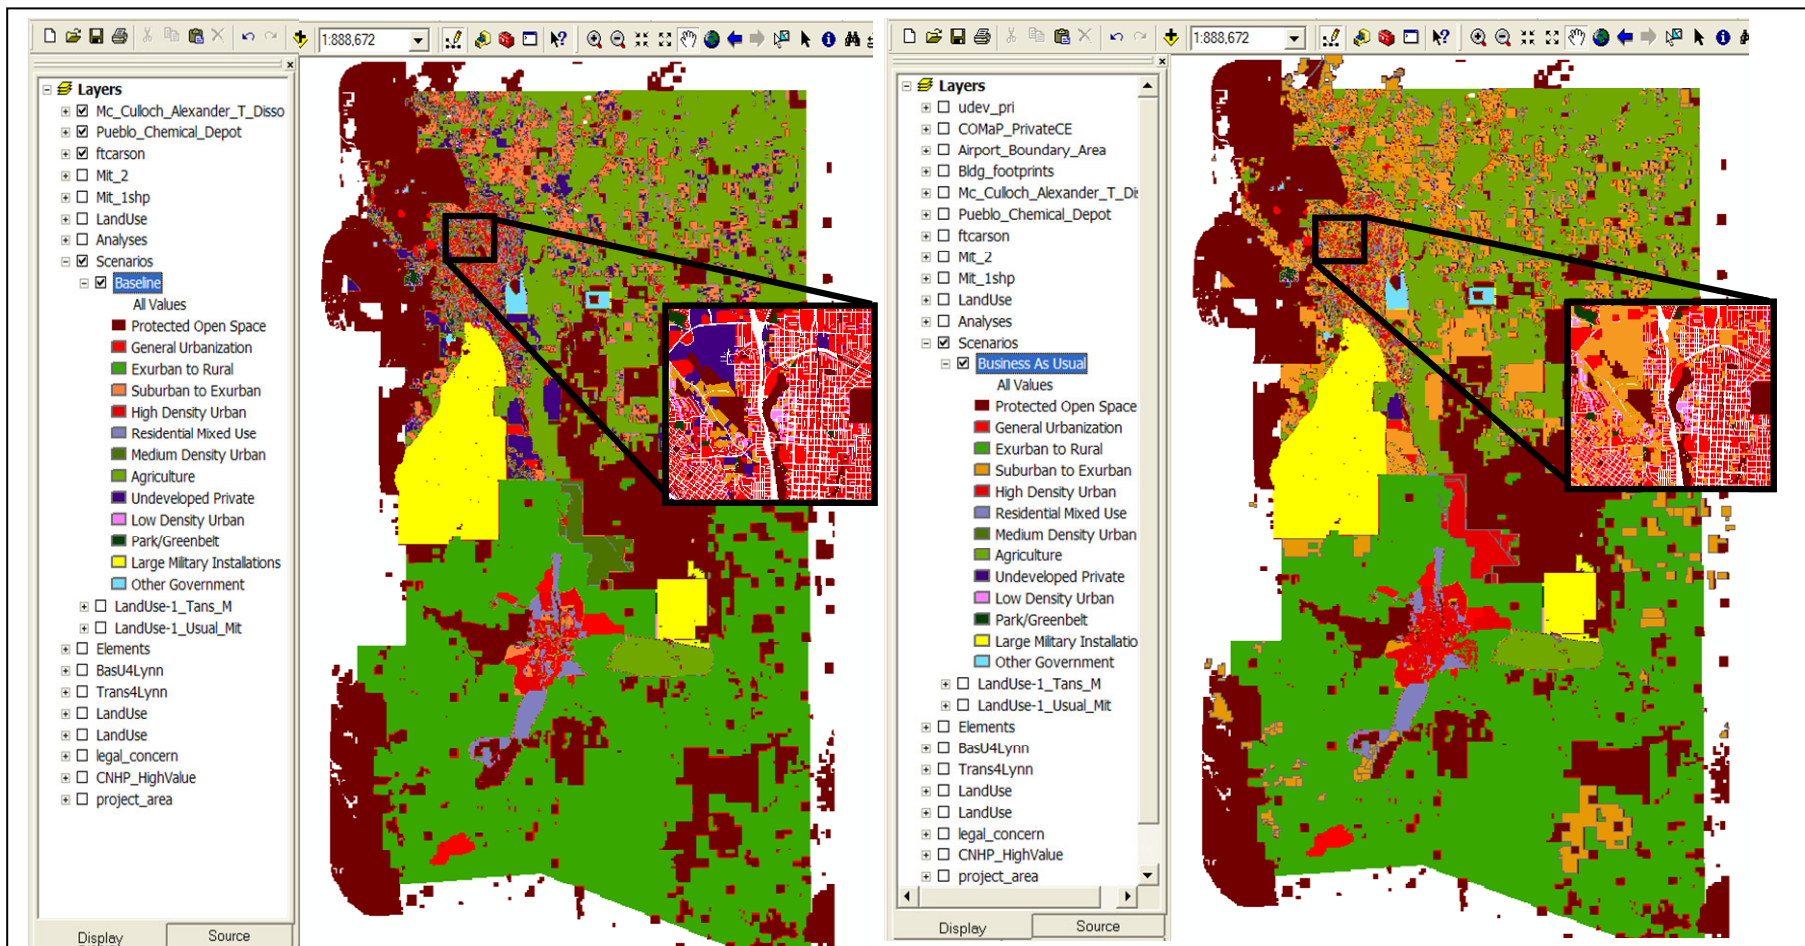 1:888,672
Layers
Mc_Culloch_Alexander_T_Disso
Pueblo_Chemical_Depot
ftcarson
Mit_2
Mit_1shp
LandUse
Analyses
Scenarios
Baseline
All Values
Protected Open Space
General Urbanization
Exurban to Rural
Suburban to Exurban
High Density Urban
Residential Mixed Use
Medium Density Urban
Agriculture
Undeveloped Private
Low Density Urban
Park/Greenbelt
Large Military Installations
Other Government
LandUse-1_Tans_M
LandUse-1_Usual_Mit
Elements
BasU4Lynn
Trans4Lynn
LandUse
LandUse
legal_concern
CNHP_HighValue
project_area
Display
Source
1:888,672
Layers
udev_pri
COMaP_PrivateCE
Airport_Boundary_Area
Bldg_footprints
Mc_Culloch_Alexander_T_Di
Pueblo_Chemical_Depot
ftcarson
Mit_2
Mit_1shp
LandUse
Analyses
Scenarios
Business As Usual
All Values
Protected Open Space
General Urbanization
Exurban to Rural
Suburban to Exurban
High Density Urban
Residential Mixed Use
Medium Density Urban
Agriculture
Undeveloped Private
Low Density Urban
Park/Greenbelt
Large Military Installatio
Other Government
LandUse-1_Tans_M
LandUse-1_Usual_Mit
Elements
BasU4Lynn
Trans4Lynn
LandUse
LandUse
legal_concern
CNHP_HighValue
project_area
Display
Source